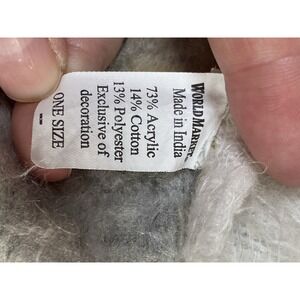 WORLD MARKET
Made in India
73% Acrylic
14% Cotton
13% Polyester
Exclusive of
decoration
ONE SIZE